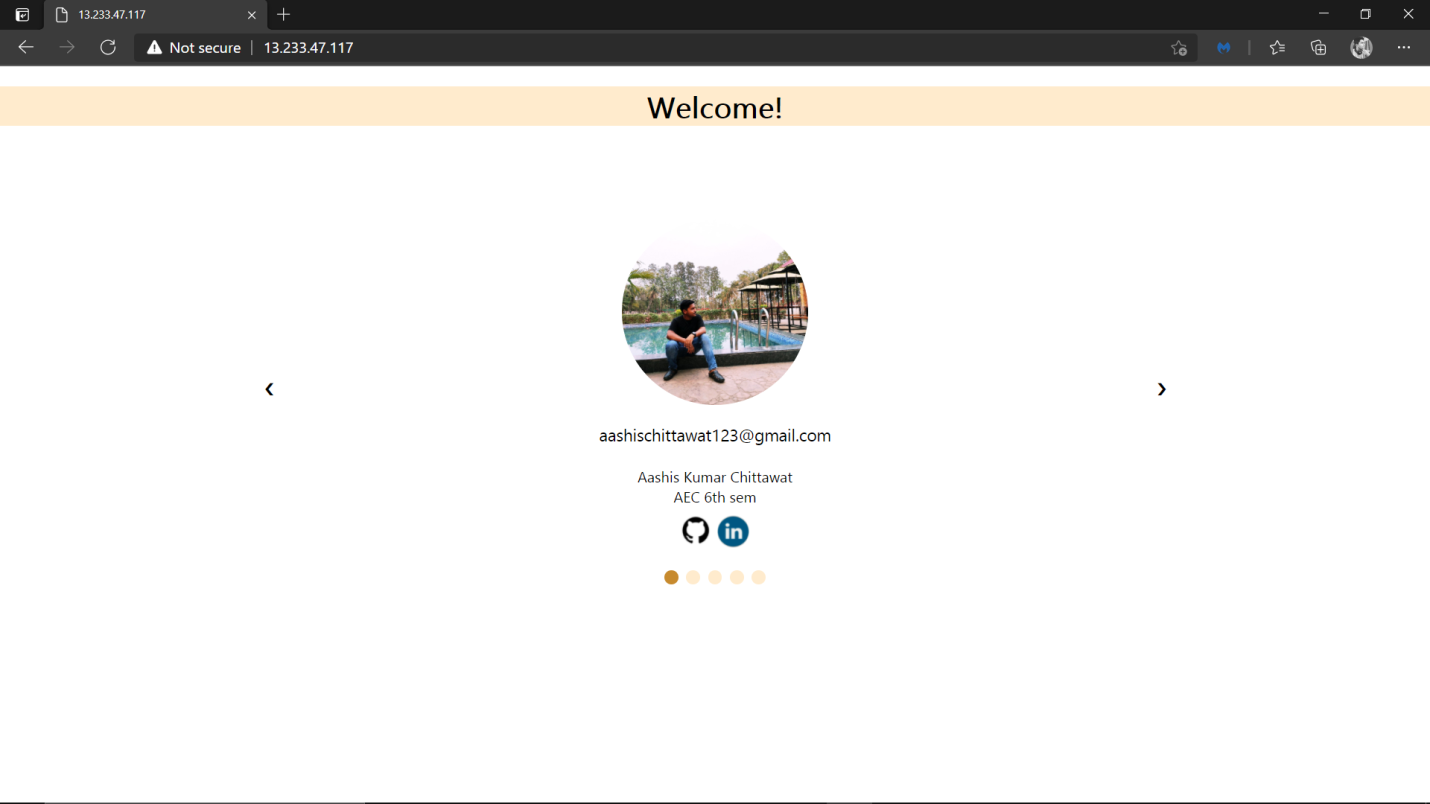 13.233.47.117
Not secure | 13.233.47.117
Welcome!
❮ ❯
aashischittawat123@gmail.com
Aashis Kumar Chittawat
AEC 6th sem
in